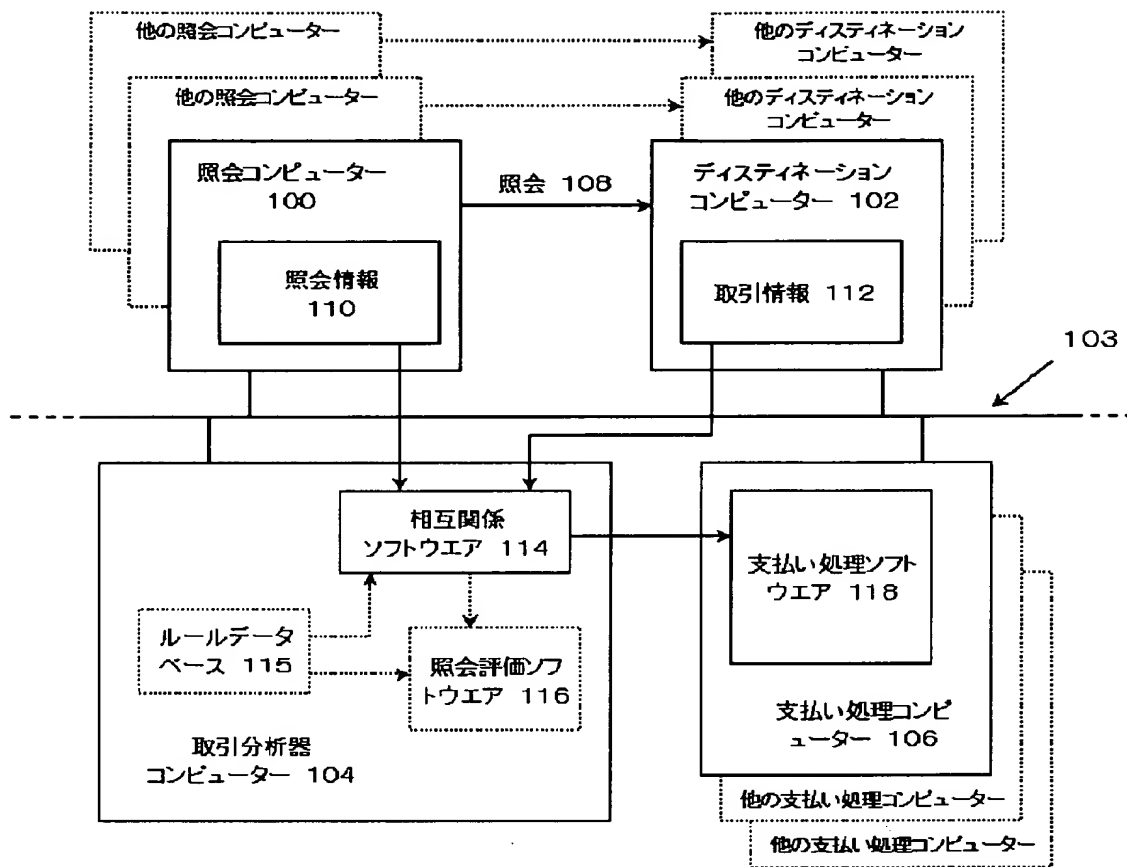 他の照会コンピューター
他のディスティネーション
コンピューター
他の照会コンピューター
他のディスティネーション
コンピューター
照会コンピューター
100
照会 108
ディスティネーション
コンピューター 102
照会情報
110
取引情報 112
103
相互関係
ソフトウエア 114
支払い処理ソフト
ウエア 118
ルールデータ
ベース 115
照会評価ソフ
トウエア 116
取引分析器
コンピューター 104
支払い処理コンピ
ューター 106
他の支払い処理コンピューター
他の支払い処理コンピューター